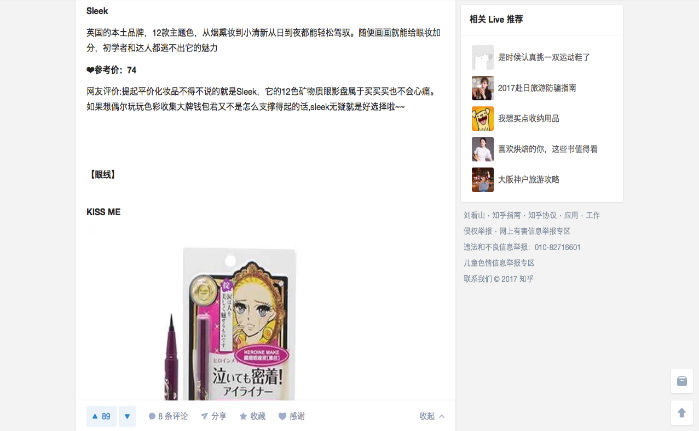 Sleek
英国的本土品牌，12款主题色，从烟熏妆到小清新从日到夜都能轻松驾驭。随便画画就能给眼妆加
分，初学者和达人都逃不出它的魅力
❤参考价：74
网友评价:提起平价化妆品不得不说的就是Sleek，它的12色矿物质眼影盘属于买买买也不会心疼。
如果想偶尔玩玩色彩收集大牌钱包君又不是怎么支撑得起的话,sleek无疑就是好选择啦~~
【眼线】
KISS ME
HEROINE MAKE
泣いても密着!
アイライナー
89
8 条评论
分享
收藏
感谢
收起
相关 Live 推荐
是时候认真挑一双运动鞋了
2017赴日旅游防骗指南
我想买点收纳用品
喜欢烘焙的你，这些书值得看
大阪神户旅游攻略
刘看山 · 知乎指南 · 知乎协议 · 应用 · 工作
侵权举报 · 网上有害信息举报专区
违法和不良信息举报：010-82716601
儿童色情信息举报专区
联系我们 © 2017 知乎